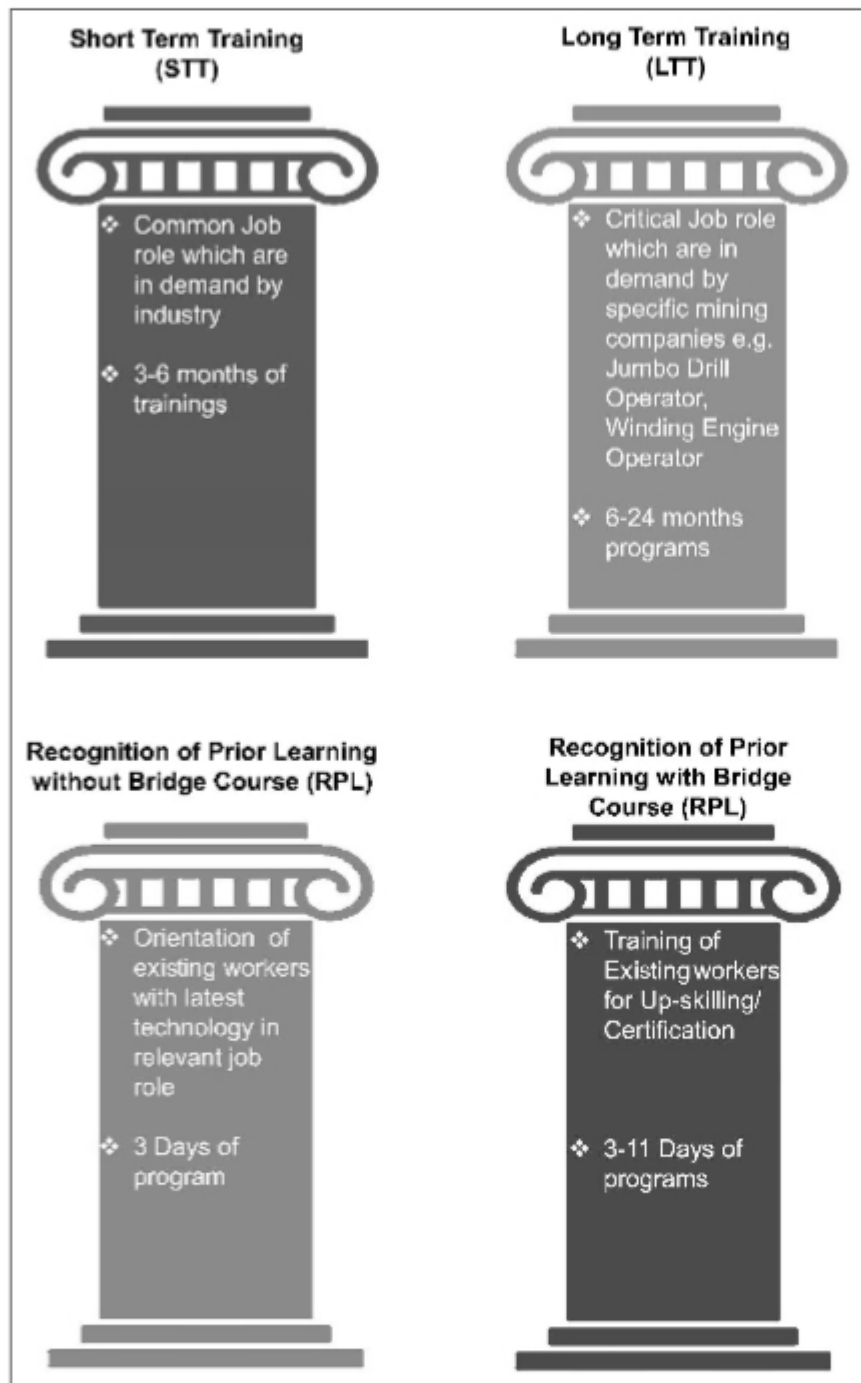 Short Term Training
(STT)
❖ Common Job
role which are
in demand by
industry
❖ 3-6 months of
trainings
Long Term Training
(LTT)
❖ Critical Job role
which are in
demand by
specific mining
companies e.g.
Jumbo Drill
Operator,
Winding Engine
Operator
❖ 6-24 months
programs
Recognition of Prior Learning
without Bridge Course (RPL)
❖ Orientation of
existing workers
with latest
technology in
relevant job
role
❖ 3 Days of
program
Recognition of Prior
Learning with Bridge
Course (RPL)
❖ Training of
Existing workers
for Up-skilling/
Certification
❖ 3-11 Days of
programs